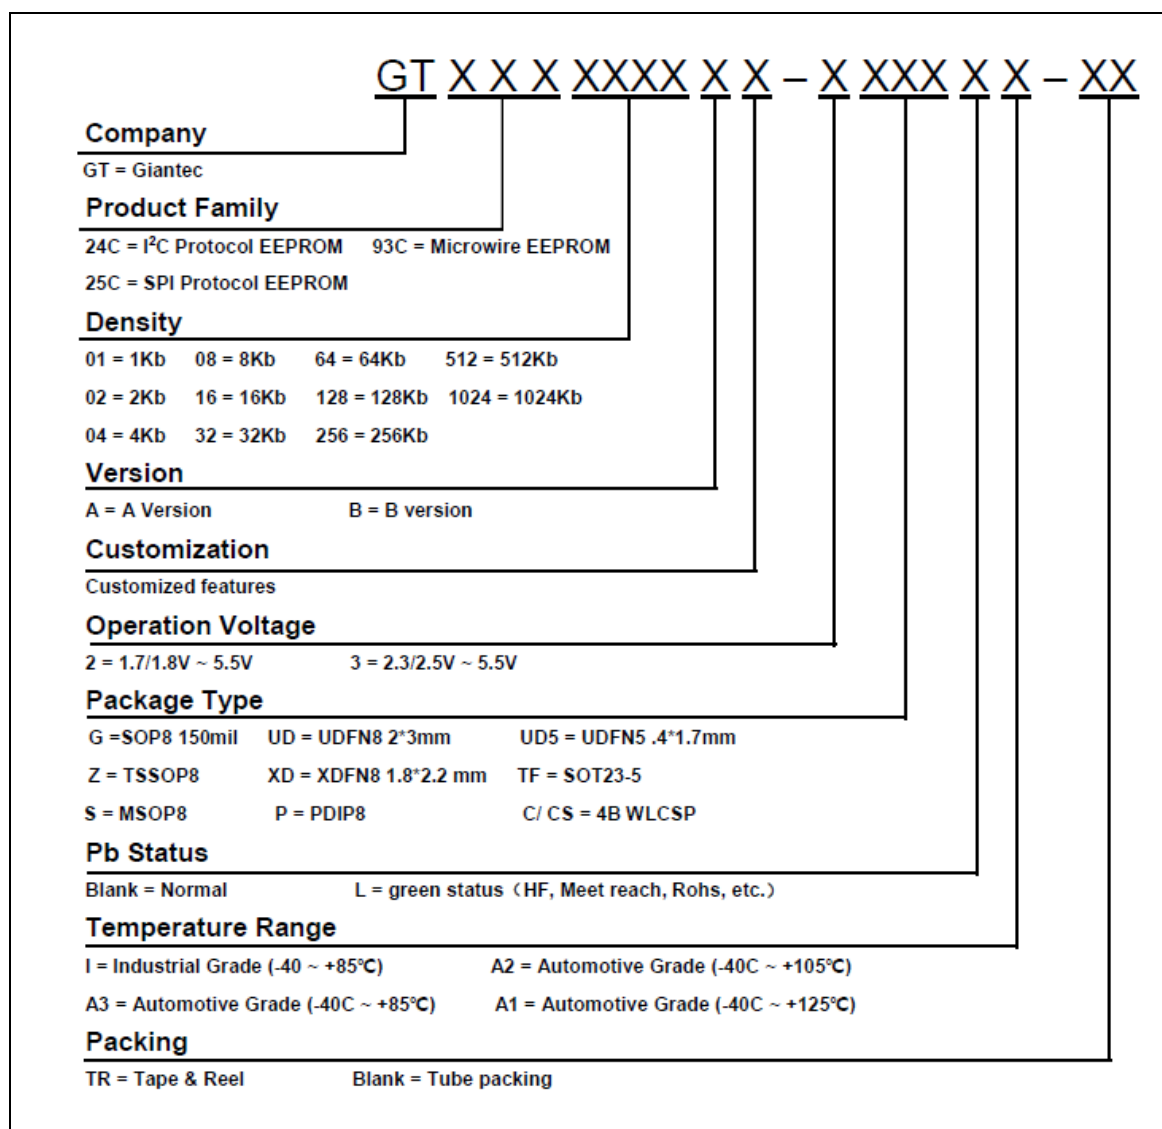 GT X X X XXXX X X – X XXX X X – XX
Company
GT = Giantec
Product Family
24C = I²C Protocol EEPROM 93C = Microwire EEPROM
25C = SPI Protocol EEPROM
Density
01 = 1Kb 08 = 8Kb 64 = 64Kb 512 = 512Kb
02 = 2Kb 16 = 16Kb 128 = 128Kb 1024 = 1024Kb
04 = 4Kb 32 = 32Kb 256 = 256Kb
Version
A = A Version B = B version
Customization
Customized features
Operation Voltage
2 = 1.7/1.8V ~ 5.5V 3 = 2.3/2.5V ~ 5.5V
Package Type
G =SOP8 150mil UD = UDFN8 2*3mm UD5 = UDFN5 .4*1.7mm
Z = TSSOP8 XD = XDFN8 1.8*2.2 mm TF = SOT23-5
S = MSOP8 P = PDIP8 C/ CS = 4B WLCSP
Pb Status
Blank = Normal L = green status（HF, Meet reach, Rohs, etc.）
Temperature Range
I = Industrial Grade (-40 ~ +85℃) A2 = Automotive Grade (-40C ~ +105℃)
A3 = Automotive Grade (-40C ~ +85℃) A1 = Automotive Grade (-40C ~ +125℃)
Packing
TR = Tape & Reel Blank = Tube packing